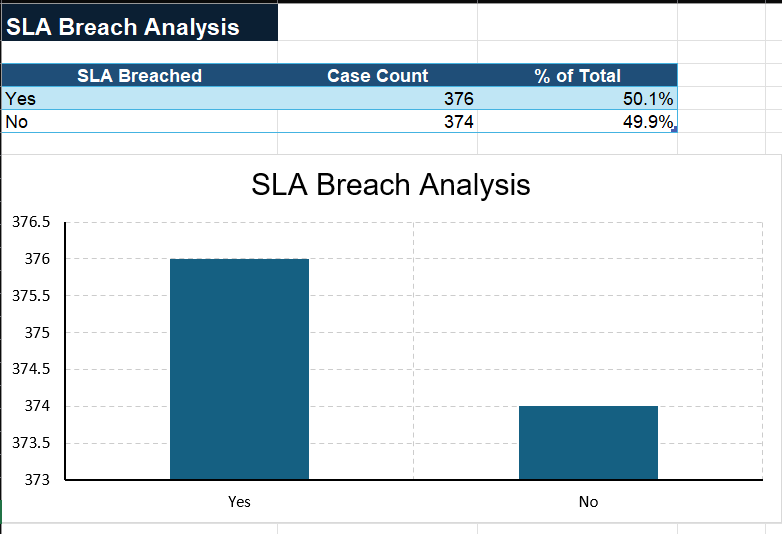 SLA Breach Analysis
SLA Breached Case Count % of Total
Yes 376 50.1%
No 374 49.9%
SLA Breach Analysis
376.5
376
375.5
375
374.5
374
373.5
373
Yes No